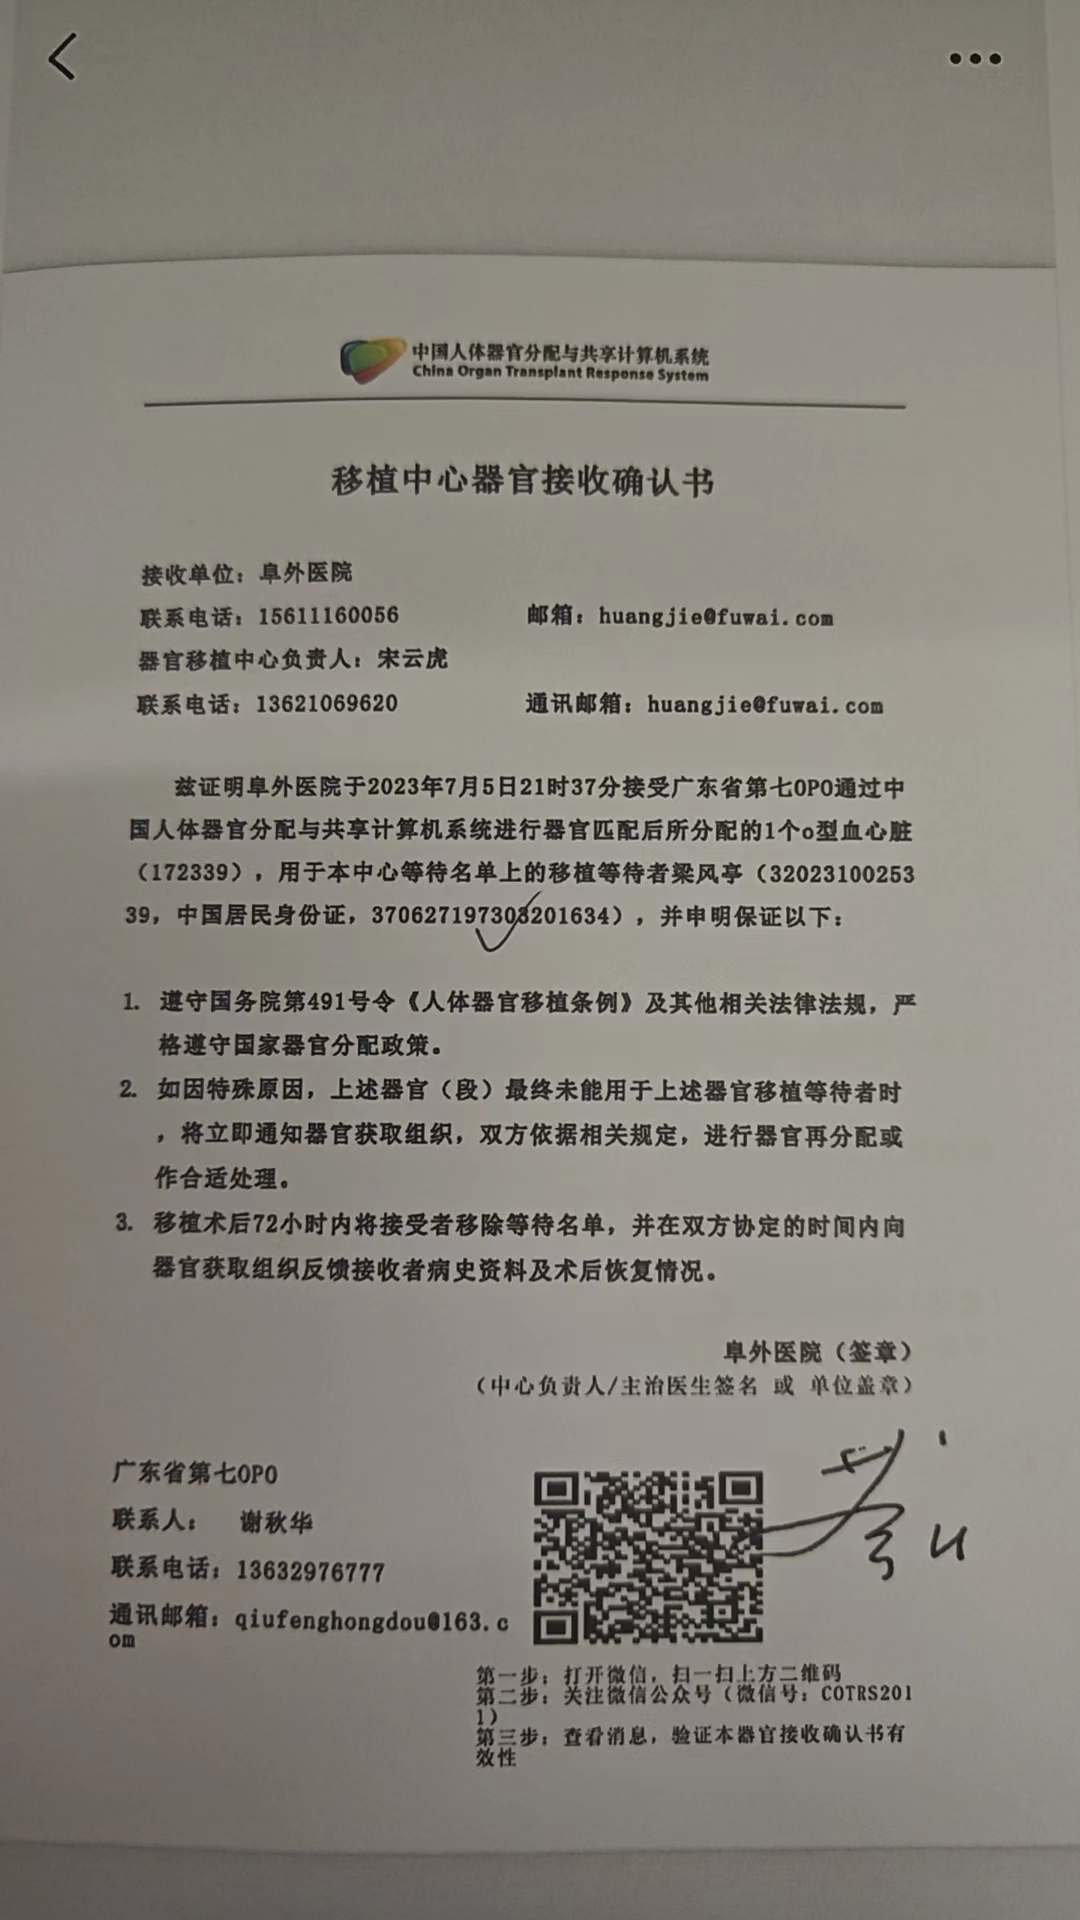 中国人体器官分配与共享计算机系统
China Organ Transplant Response System
移植中心器官接收确认书
接收单位：阜外医院
联系电话：15611160056 邮箱：huangjie@fuwai.com
器官移植中心负责人：宋云虎
联系电话：13621069620 通讯邮箱：huangjie@fuwai.com
兹证明阜外医院于2023年7月5日21时37分接受广东省第七OPO通过中
国人体器官分配与共享计算机系统进行器官匹配后所分配的1个o型血心脏
（172339），用于本中心等待名单上的移植等待者梁风亭（32023100253
39，中国居民身份证，370627197303201634），并申明保证以下：
1. 遵守国务院第491号令《人体器官移植条例》及其他相关法律法规，严
格遵守国家器官分配政策。
2. 如因特殊原因，上述器官（段）最终未能用于上述器官移植等待者时
，将立即通知器官获取组织，双方依据相关规定，进行器官再分配或
作合适处理。
3. 移植术后72小时内将接受者移除等待名单，并在双方协定的时间内向
器官获取组织反馈接收者病史资料及术后恢复情况。
阜外医院（签章）
（中心负责人/主治医生签名 或 单位盖章）
广东省第七OPO
联系人： 谢秋华
联系电话：13632976777
通讯邮箱：qiufenghongdou@163.c
om
第一步：打开微信，扫一扫上方二维码
第二步：关注微信公众号（微信号：COTRS201
1）
第三步：查看消息，验证本器官接收确认书有
效性